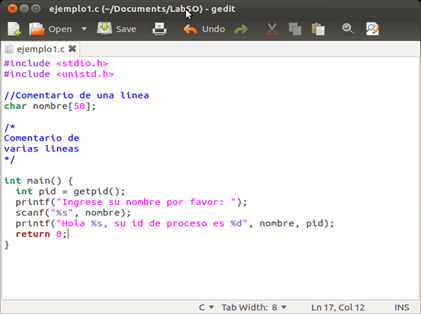 ejemplo1.c (~/Documents/LabSO) - gedit
Open Save Undo
ejemplo1.c
#include <stdio.h>
#include <unistd.h>
//Comentario de una linea
char nombre[50];
/*
Comentario de
varias lineas
*/
int main() {
  int pid = getpid();
  printf("Ingrese su nombre por favor: ");
  scanf("%s", nombre);
  printf("Hola %s, su id de proceso es %d", nombre, pid);
  return 0;
}
C Tab Width: 8 Ln 17, Col 12 INS